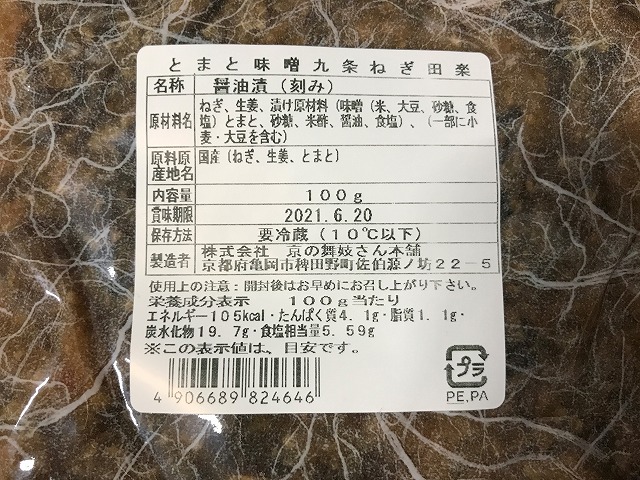 とまと味噌九条ねぎ田楽
名称 醤油漬（刻み）
原材料名 ねぎ、生姜、漬け原材料（味噌（米、大豆、砂糖、食
塩）とまと、砂糖、米酢、醤油、食塩）、（一部に小
麦・大豆を含む）
原料原産地名 国産（ねぎ、生姜、とまと）
内容量 100g
賞味期限 2021.6.20
保存方法 要冷蔵（10℃以下）
製造者 株式会社 京の舞妓さん本舗
京都府亀岡市稗田野町佐伯源ノ坊22-5
使用上の注意：開封後はお早めにお召し上がり下さい。
栄養成分表示 100g当たり
エネルギー105kcal・たんぱく質4.1g・脂質1.1g・
炭水化物19.7g・食塩相当量5.59g
※この表示値は、目安です。
4 906689 824646
プラ
PE,PA